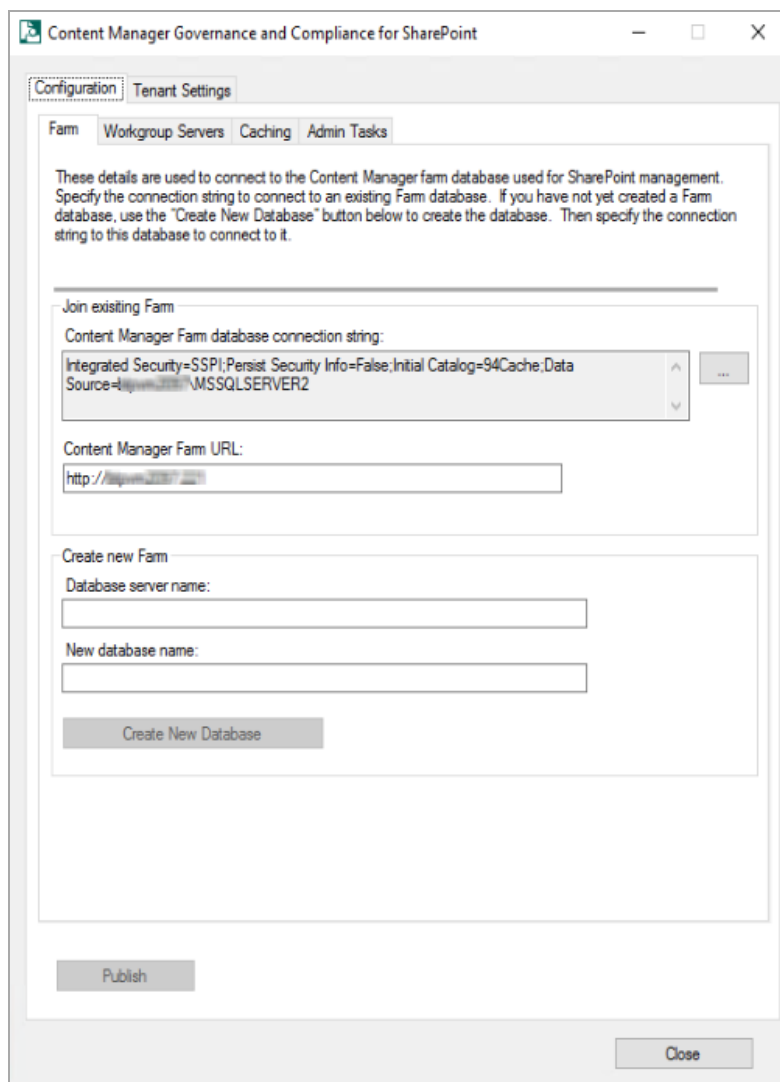 Content Manager Governance and Compliance for SharePoint
Configuration Tenant Settings
Farm Workgroup Servers Caching Admin Tasks
These details are used to connect to the Content Manager farm database used for SharePoint management.
Specify the connection string to connect to an existing Farm database. If you have not yet created a Farm
database, use the "Create New Database" button below to create the database. Then specify the connection
string to this database to connect to it.
Join exisiting Farm
Content Manager Farm database connection string:
Integrated Security=SSPI;Persist Security Info=False;Initial Catalog=94Cache;Data
Source=\MSSQLSERVER2
...
Content Manager Farm URL:
http://
Create new Farm
Database server name:
New database name:
Create New Database
Publish
Close